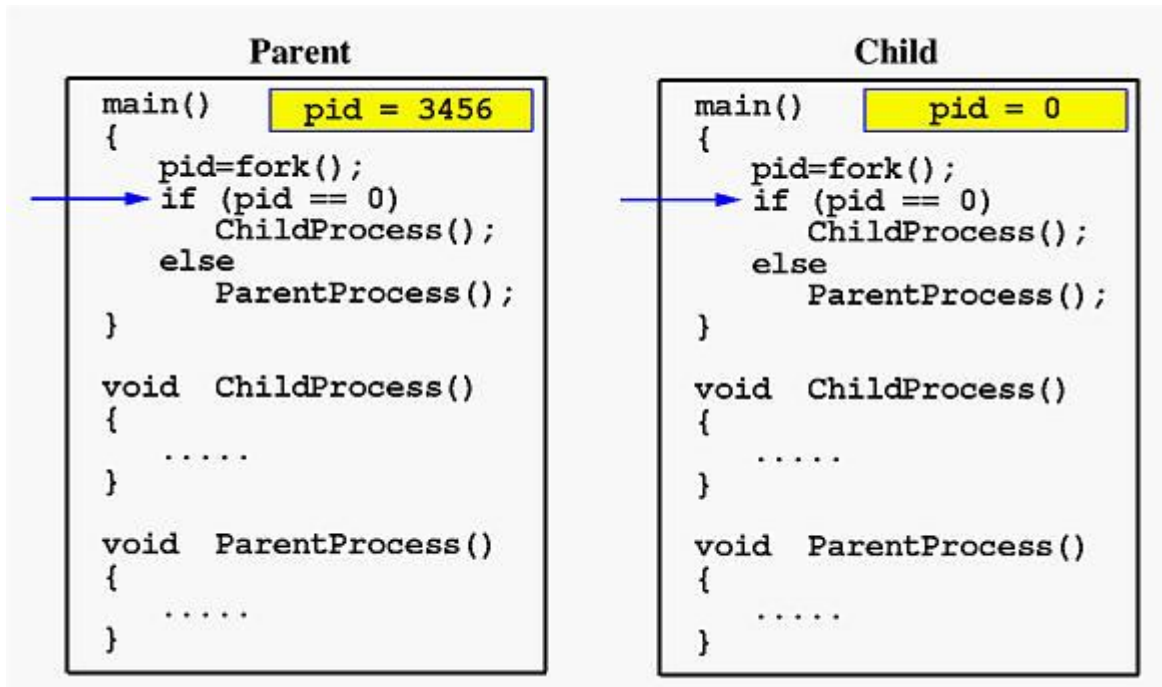 Parent
main()
pid = 3456
{
pid=fork();
if (pid == 0)
ChildProcess();
else
ParentProcess();
}
void ChildProcess()
{
.....
}
void ParentProcess()
{
.....
}
Child
main()
pid = 0
{
pid=fork();
if (pid == 0)
ChildProcess();
else
ParentProcess();
}
void ChildProcess()
{
.....
}
void ParentProcess()
{
.....
}